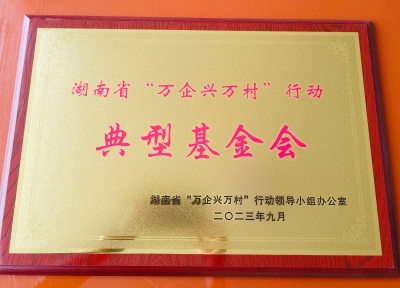 湖南省“万企兴万村”行动
典型基金会
湖南省“万企兴万村”行动领导小组办公室
二〇二三年九月